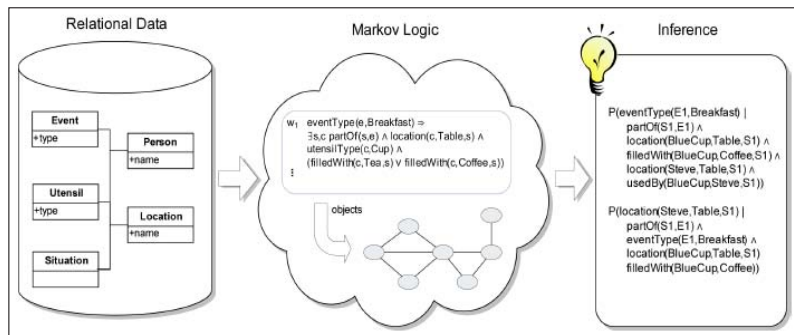 Relational Data
Markov Logic
Inference
Event
+type
Person
+name
Utensil
+type
Location
+name
Situation
w₁ eventType(e,Breakfast) ⇒
∃s,c partOf(s,e) ∧ location(c,Table,s) ∧
utensilType(c,Cup) ∧
(filledWith(c,Tea,s) ∨ filledWith(c,Coffee,s))
⋮
objects
P(eventType(E1,Breakfast) |
partOf(S1,E1) ∧
location(BlueCup,Table,S1) ∧
filledWith(BlueCup,Coffee,S1) ∧
location(Steve,Table,S1) ∧
usedBy(BlueCup,Steve,S1))
P(location(Steve,Table,S1) |
partOf(S1,E1) ∧
eventType(E1,Breakfast) ∧
location(BlueCup,Table,S1)
filledWith(BlueCup,Coffee))